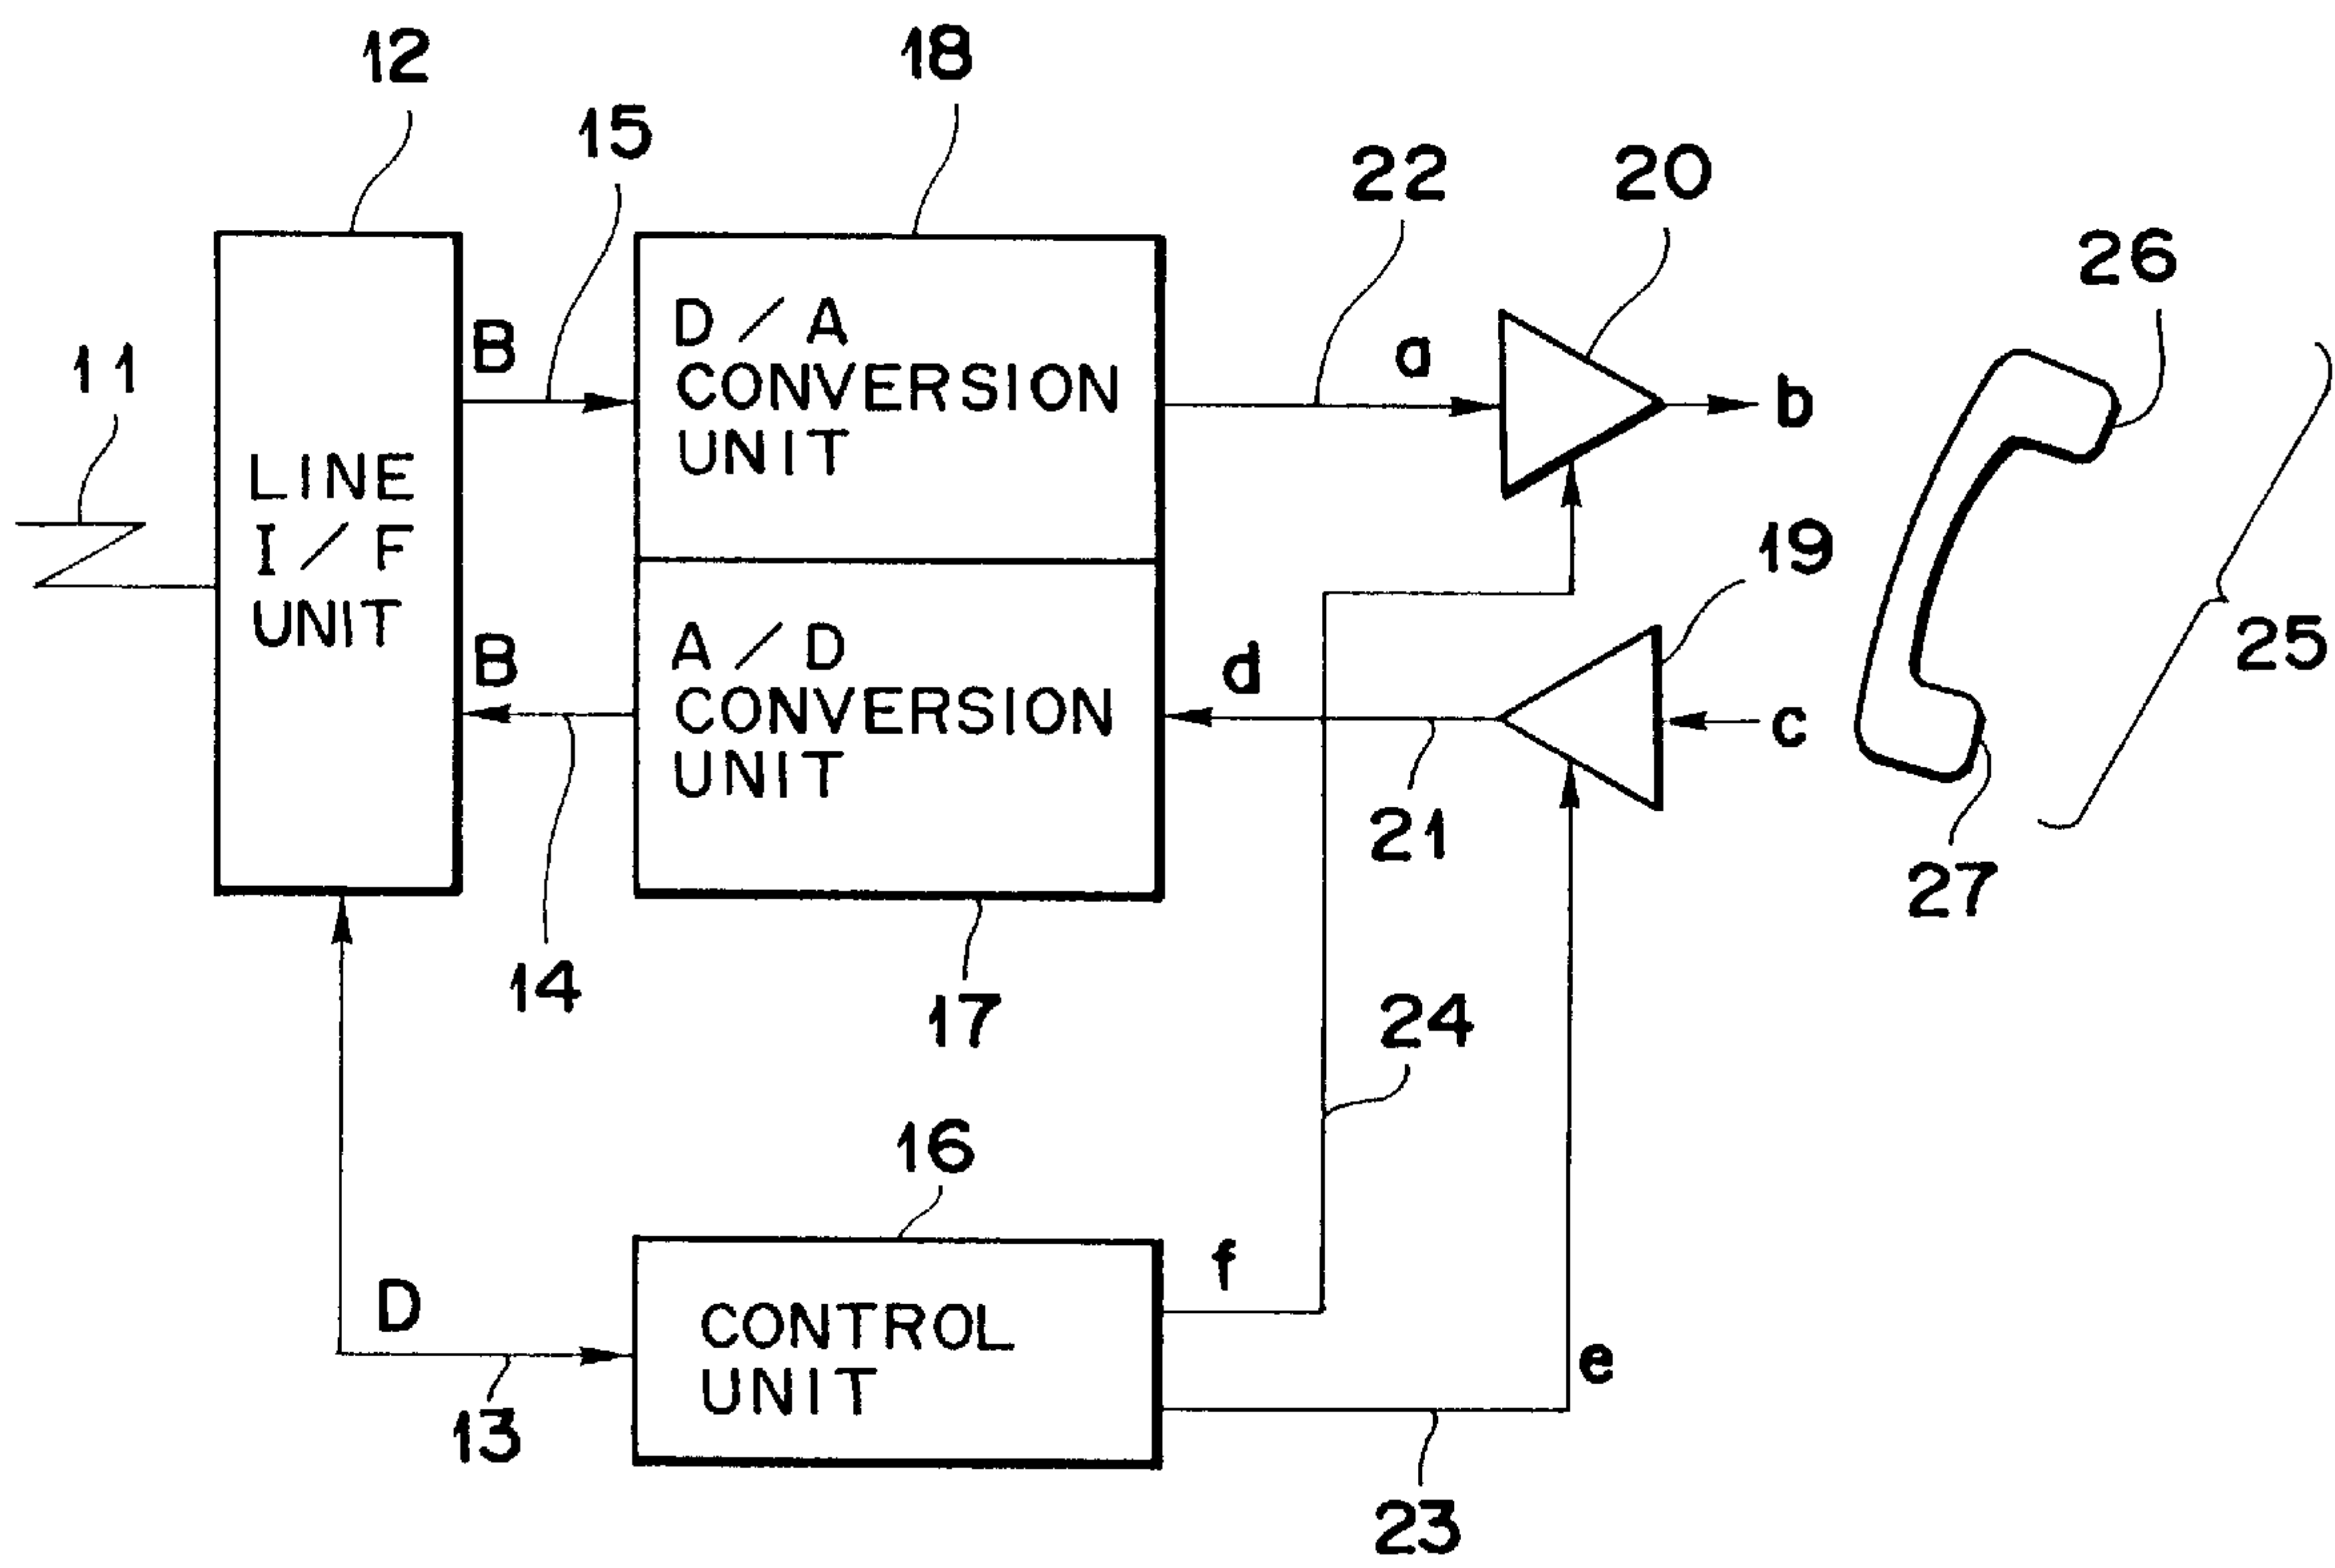 12
18
15
22
20
26
11
B
D/A
CONVERSION
UNIT
a
b
LINE
I/F
UNIT
19
25
B
A/D
CONVERSION
UNIT
d
c
21
27
14
17
24
16
D
f
CONTROL
UNIT
e
13
23